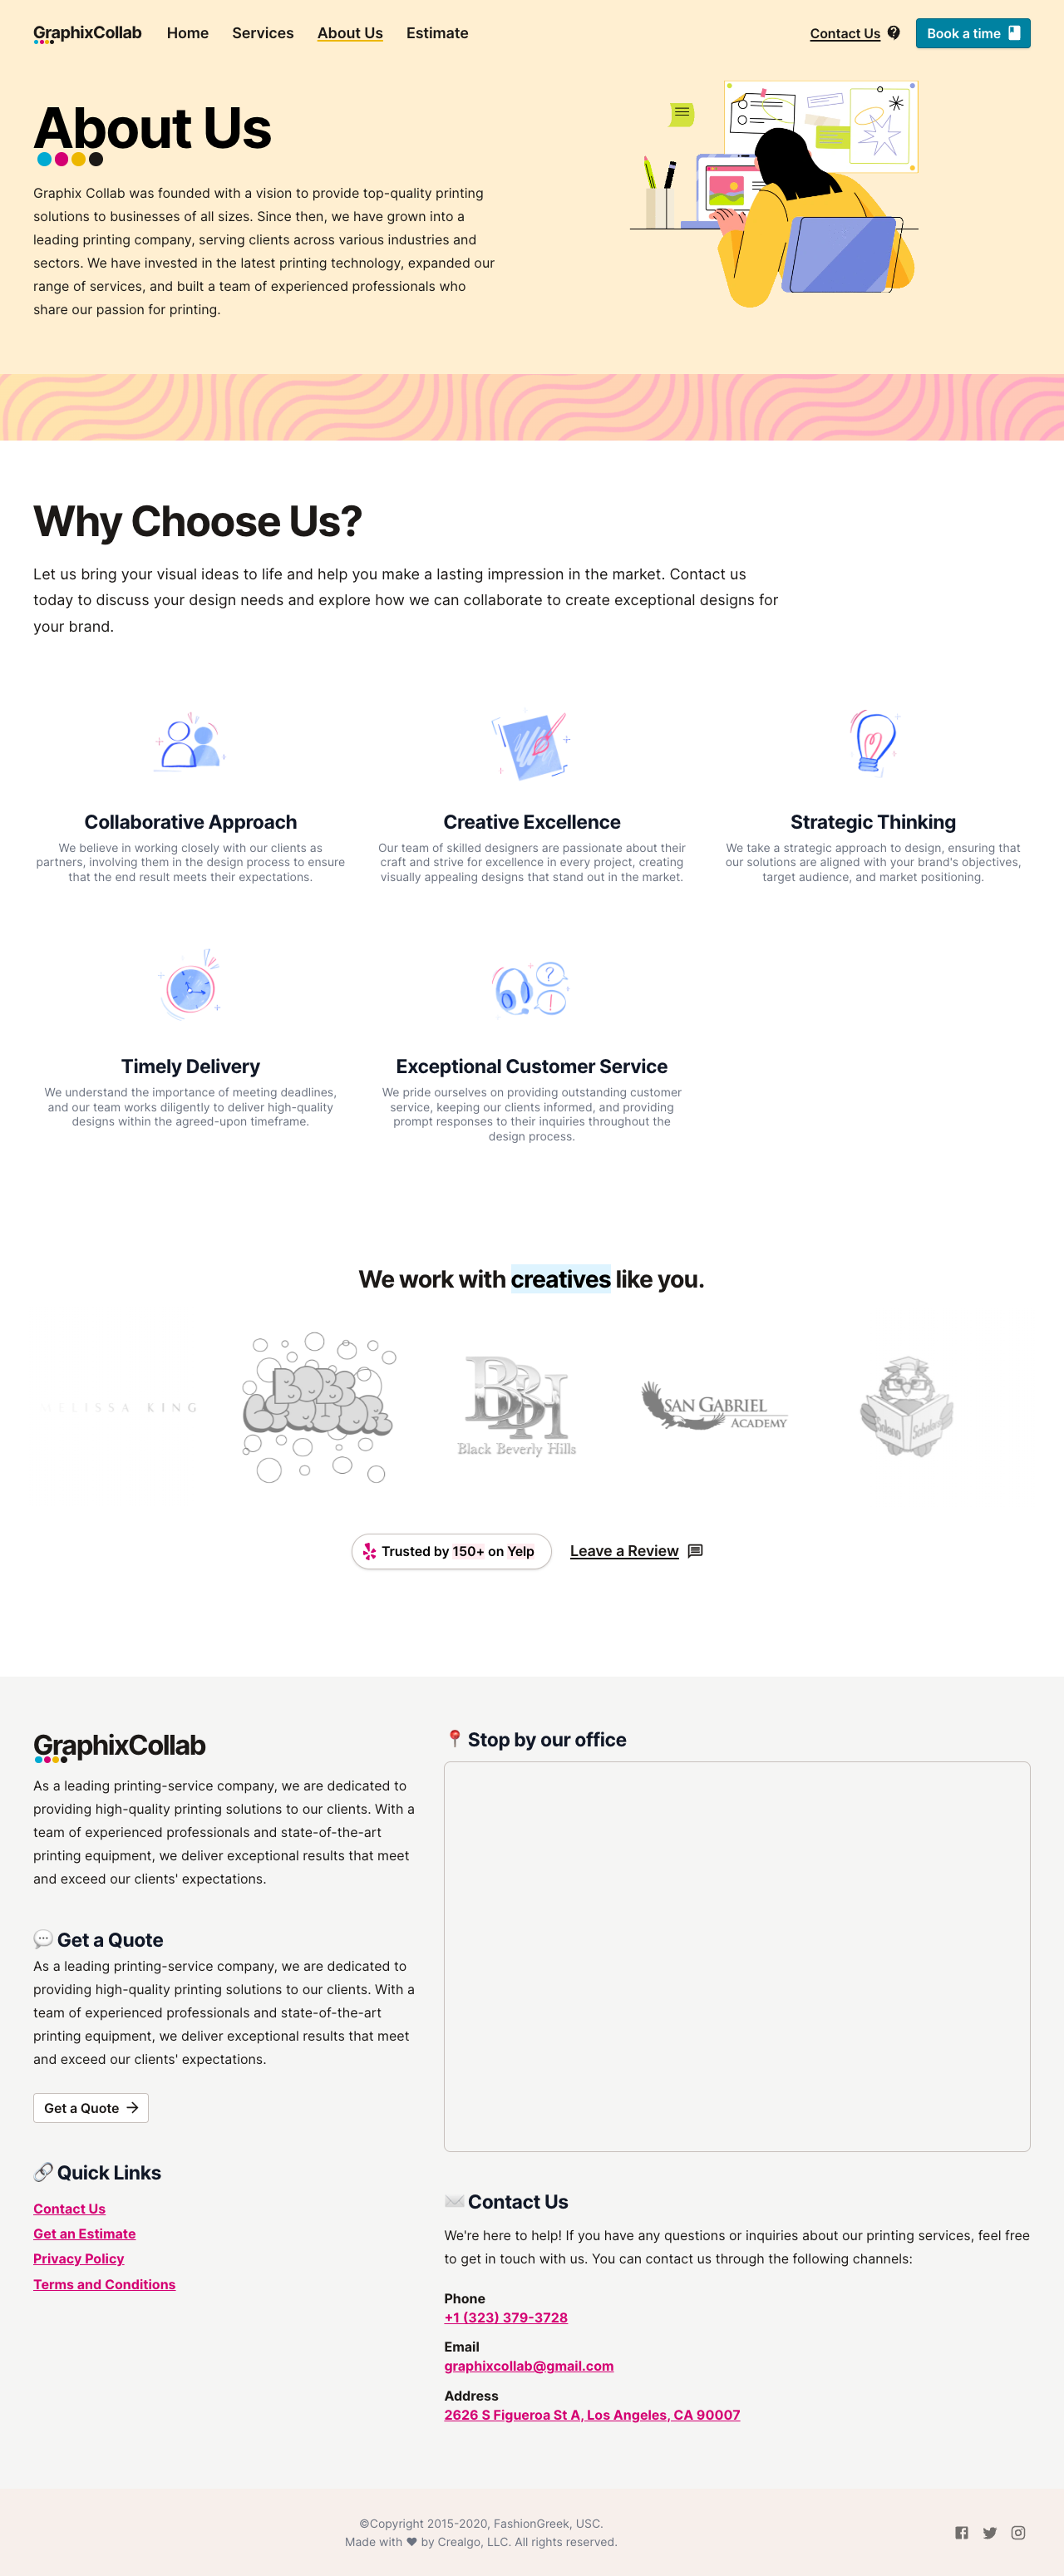 GraphixCollab Home Services About Us Estimate Contact Us Book a time
About Us
Graphix Collab was founded with a vision to provide top-quality printing
solutions to businesses of all sizes. Since then, we have grown into a
leading printing company, serving clients across various industries and
sectors. We have invested in the latest printing technology, expanded our
range of services, and built a team of experienced professionals who
share our passion for printing.
Why Choose Us?
Let us bring your visual ideas to life and help you make a lasting impression in the market. Contact us
today to discuss your design needs and explore how we can collaborate to create exceptional designs for
your brand.
Collaborative Approach
We believe in working closely with our clients as
partners, involving them in the design process to ensure
that the end result meets their expectations.
Creative Excellence
Our team of skilled designers are passionate about their
craft and strive for excellence in every project, creating
visually appealing designs that stand out in the market.
Strategic Thinking
We take a strategic approach to design, ensuring that
our solutions are aligned with your brand's objectives,
target audience, and market positioning.
Timely Delivery
We understand the importance of meeting deadlines,
and our team works diligently to deliver high-quality
designs within the agreed-upon timeframe.
Exceptional Customer Service
We pride ourselves on providing outstanding customer
service, keeping our clients informed, and providing
prompt responses to their inquiries throughout the
design process.
We work with creatives like you.
MELISSA KING
BBH
Black Beverly Hills
SAN GABRIEL
ACADEMY
Trusted by 150+ on Yelp
Leave a Review
GraphixCollab
As a leading printing-service company, we are dedicated to
providing high-quality printing solutions to our clients. With a
team of experienced professionals and state-of-the-art
printing equipment, we deliver exceptional results that meet
and exceed our clients' expectations.
Get a Quote
As a leading printing-service company, we are dedicated to
providing high-quality printing solutions to our clients. With a
team of experienced professionals and state-of-the-art
printing equipment, we deliver exceptional results that meet
and exceed our clients' expectations.
Get a Quote
Quick Links
Contact Us
Get an Estimate
Privacy Policy
Terms and Conditions
Stop by our office
Contact Us
We're here to help! If you have any questions or inquiries about our printing services, feel free
to get in touch with us. You can contact us through the following channels:
Phone
+1 (323) 379-3728
Email
graphixcollab@gmail.com
Address
2626 S Figueroa St A, Los Angeles, CA 90007
©Copyright 2015-2020, FashionGreek, USC.
Made with ♥ by Crealgo, LLC. All rights reserved.